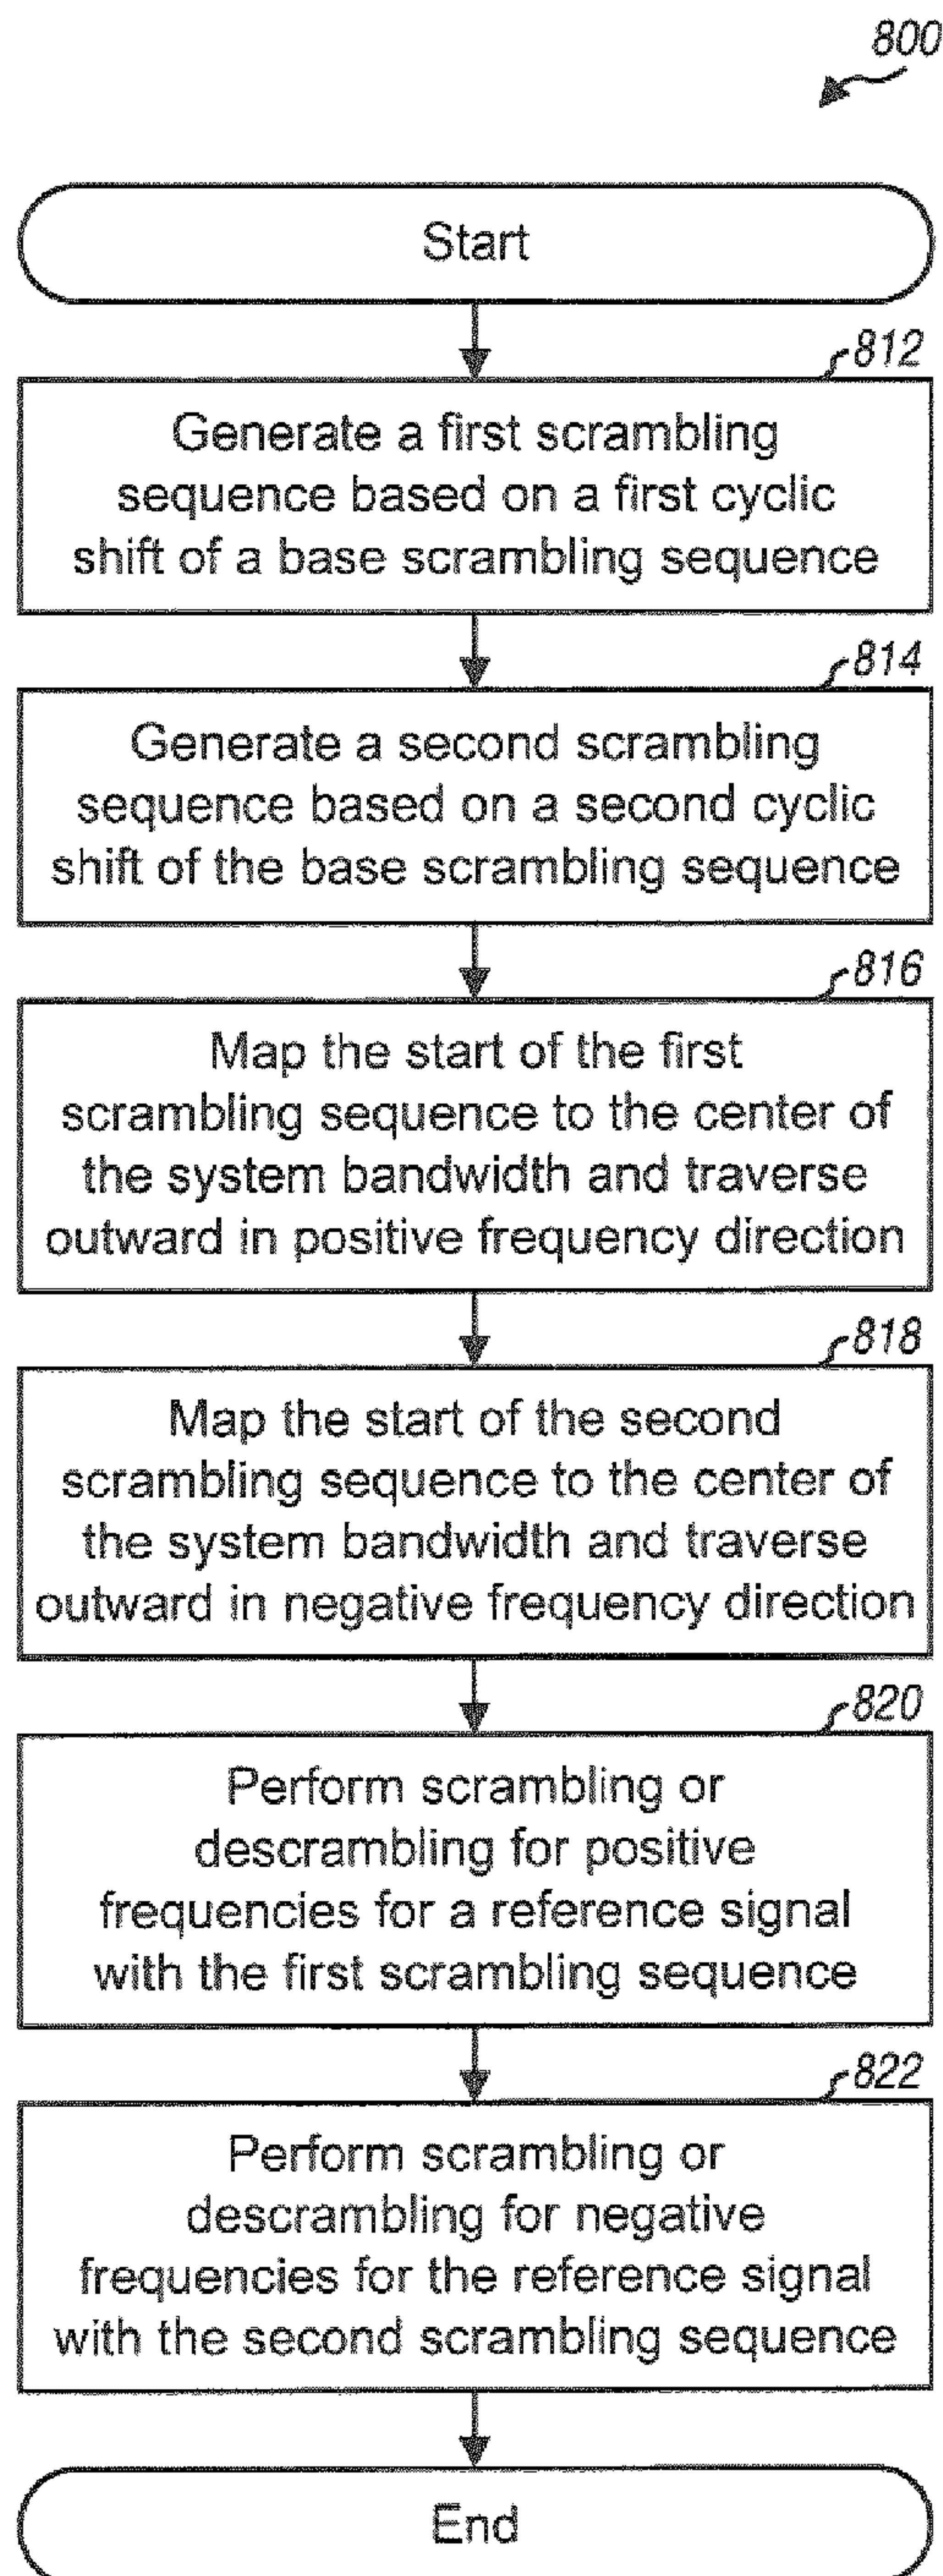 800
Start
812
Generate a first scrambling
sequence based on a first cyclic
shift of a base scrambling sequence
814
Generate a second scrambling
sequence based on a second cyclic
shift of the base scrambling sequence
816
Map the start of the first
scrambling sequence to the center of
the system bandwidth and traverse
outward in positive frequency direction
818
Map the start of the second
scrambling sequence to the center of
the system bandwidth and traverse
outward in negative frequency direction
820
Perform scrambling or
descrambling for positive
frequencies for a reference signal
with the first scrambling sequence
822
Perform scrambling or
descrambling for negative
frequencies for the reference signal
with the second scrambling sequence
End